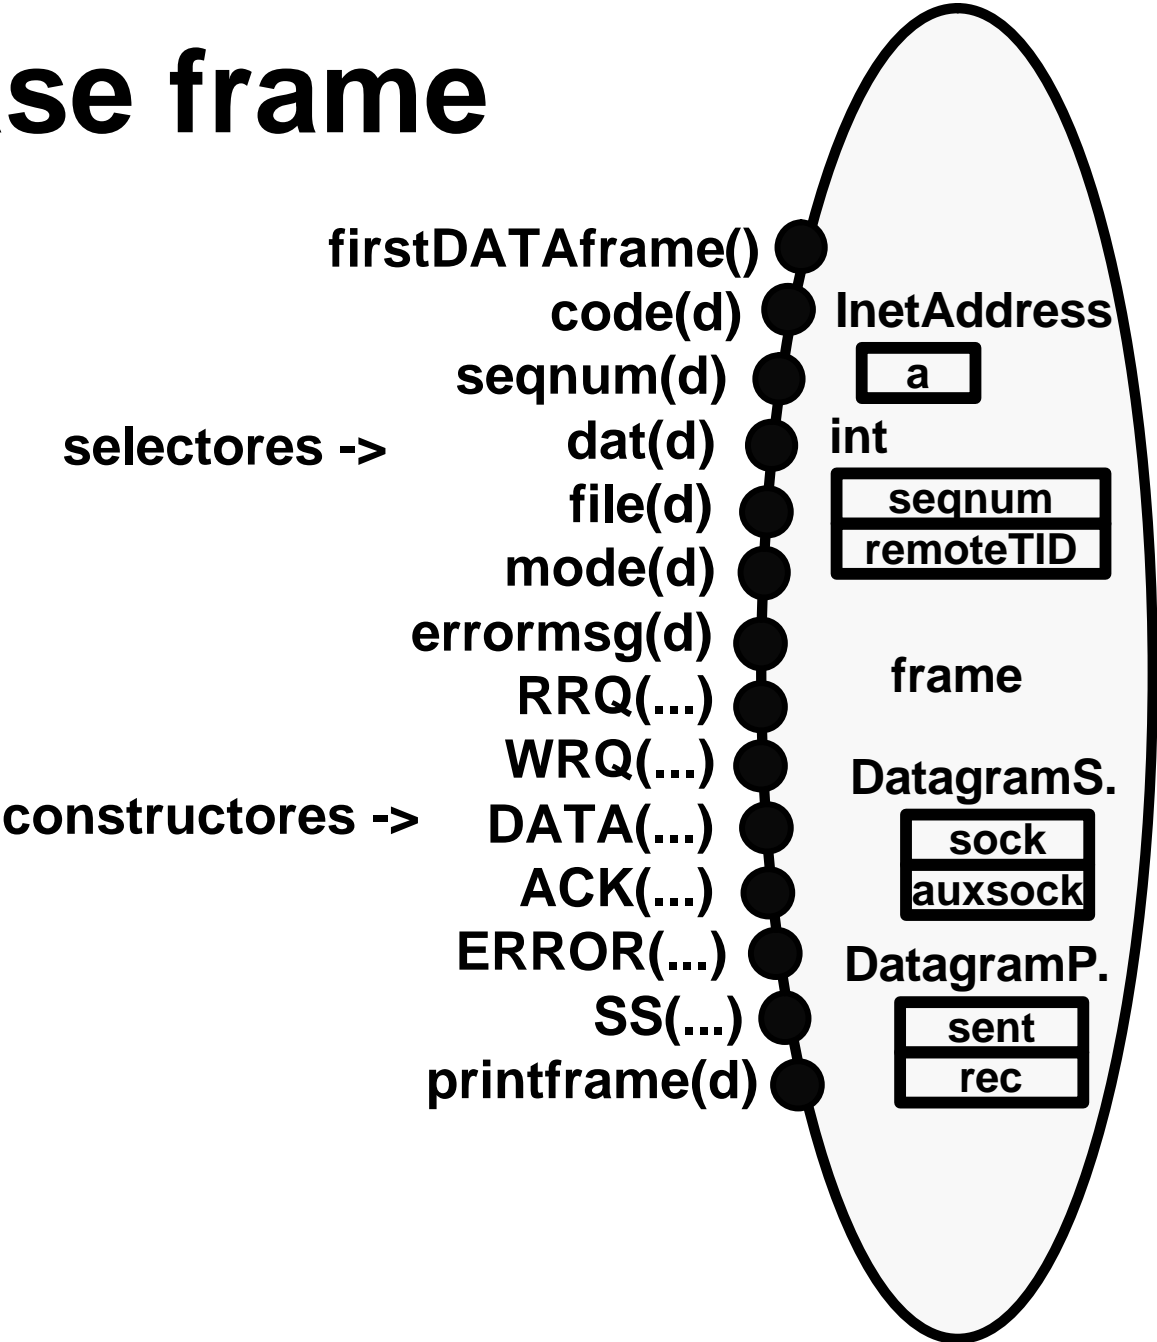 se frame
firstDATAframe()
code(d)
InetAddress
seqnum(d)
a
selectores ->
dat(d)
int
file(d)
seqnum
mode(d)
remoteTID
errormsg(d)
frame
RRQ(...)
WRQ(...)
DatagramS.
constructores ->
DATA(...)
sock
ACK(...)
auxsock
ERROR(...)
DatagramP.
SS(...)
sent
printframe(d)
rec